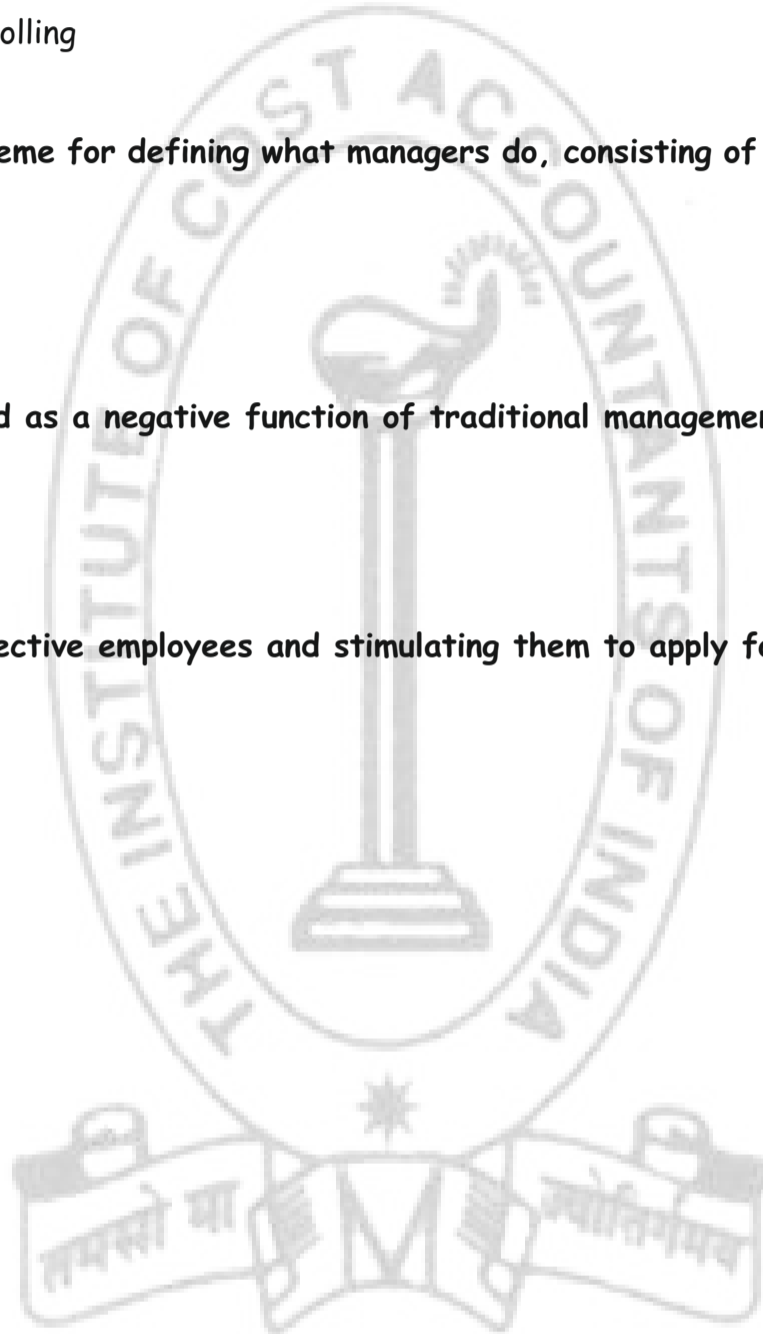 olling
eme for defining what managers do, consisting of
d as a negative function of traditional managemen
ective employees and stimulating them to apply fo
THE INSTITUTE OF COST ACCOUNTANTS OF INDIA
तमसो मा ज्योतिर्गमय